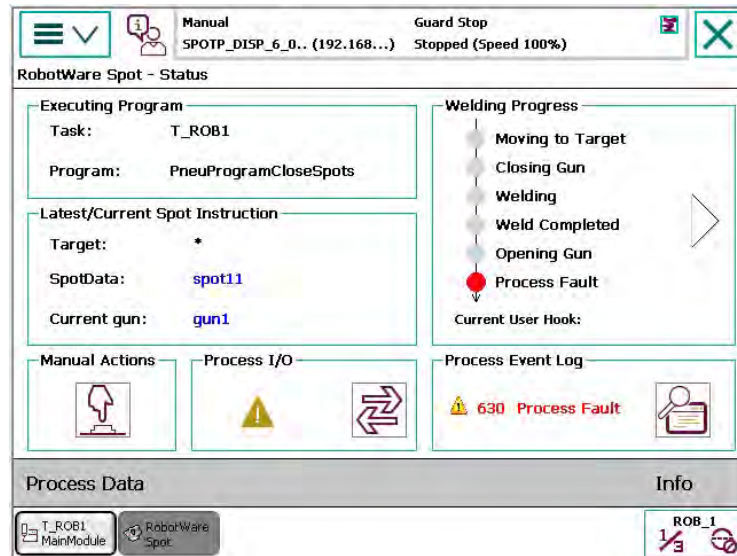 Manual
SPOTP_DISP_6_0.. (192.168...)
Guard Stop
Stopped (Speed 100%)
RobotWare Spot - Status
Executing Program
Task: T_ROB1
Program: PneuProgramCloseSpots
Latest/Current Spot Instruction
Target: *
SpotData: spot11
Current gun: gun1
Welding Progress
Moving to Target
Closing Gun
Welding
Weld Completed
Opening Gun
Process Fault
Current User Hook:
Manual Actions
Process I/O
Process Event Log
630 Process Fault
Process Data
Info
T_ROB1
MainModule
RobotWare
Spot
ROB_1
1/3